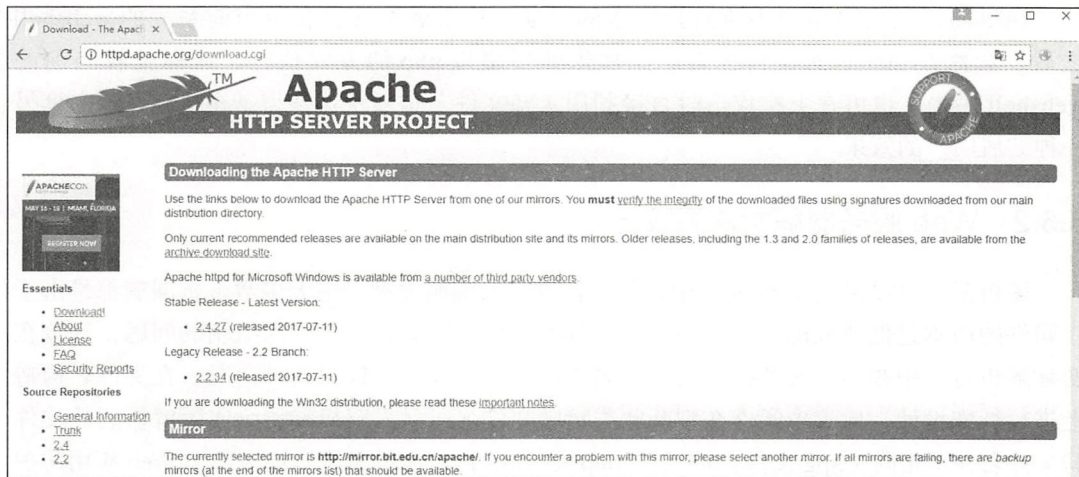 Download - The Apach
httpd.apache.org/download.cgi
TM
Apache
HTTP SERVER PROJECT
SUPPORT
APACHE
APACHECON
MAY 16 - 18 | MIAMI, FLORIDA
REGISTER NOW
Essentials
• Download!
• About
• License
• FAQ
• Security Reports
Source Repositories
• General Information
• Trunk
• 2.4
• 2.2
Downloading the Apache HTTP Server
Use the links below to download the Apache HTTP Server from one of our mirrors. You must verify the integrity of the downloaded files using signatures downloaded from our main
distribution directory.
Only current recommended releases are available on the main distribution site and its mirrors. Older releases, including the 1.3 and 2.0 families of releases, are available from the
archive download site.
Apache httpd for Microsoft Windows is available from a number of third party vendors.
Stable Release - Latest Version:
• 2.4.27 (released 2017-07-11)
Legacy Release - 2.2 Branch:
• 2.2.34 (released 2017-07-11)
If you are downloading the Win32 distribution, please read these important notes.
Mirror
The currently selected mirror is http://mirror.bit.edu.cn/apache/. If you encounter a problem with this mirror, please select another mirror. If all mirrors are failing, there are backup
mirrors (at the end of the mirrors list) that should be available.